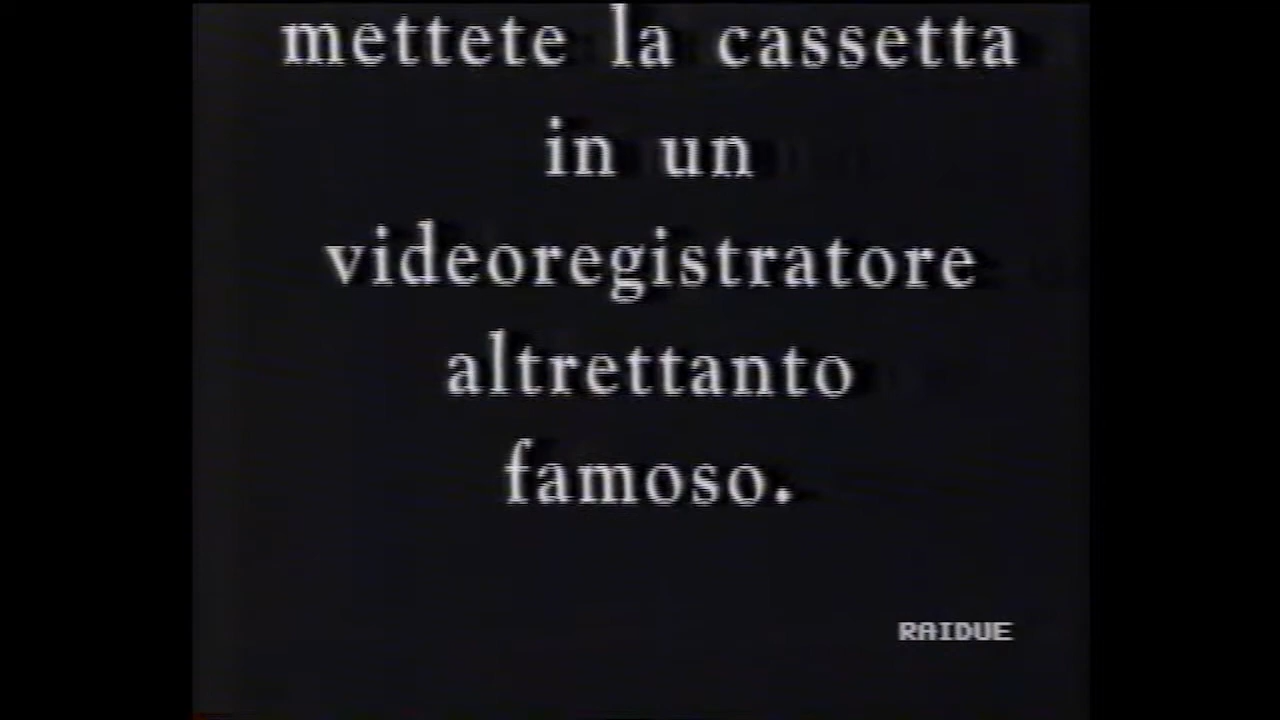 mettete la cassetta
in un
videoregistratore
altrettanto
famoso.
RAIDUE